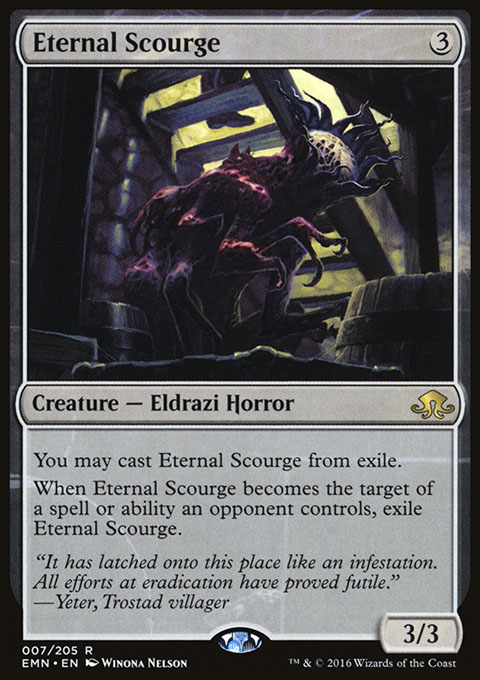 Eternal Scourge 3
Creature — Eldrazi Horror
You may cast Eternal Scourge from exile.
When Eternal Scourge becomes the target of
a spell or ability an opponent controls, exile
Eternal Scourge.
“It has latched onto this place like an infestation.
All efforts at eradication have proved futile.”
—Yeter, Trostad villager
3/3
007/205 R
EMN • EN Winona Nelson
™ & © 2016 Wizards of the Coast